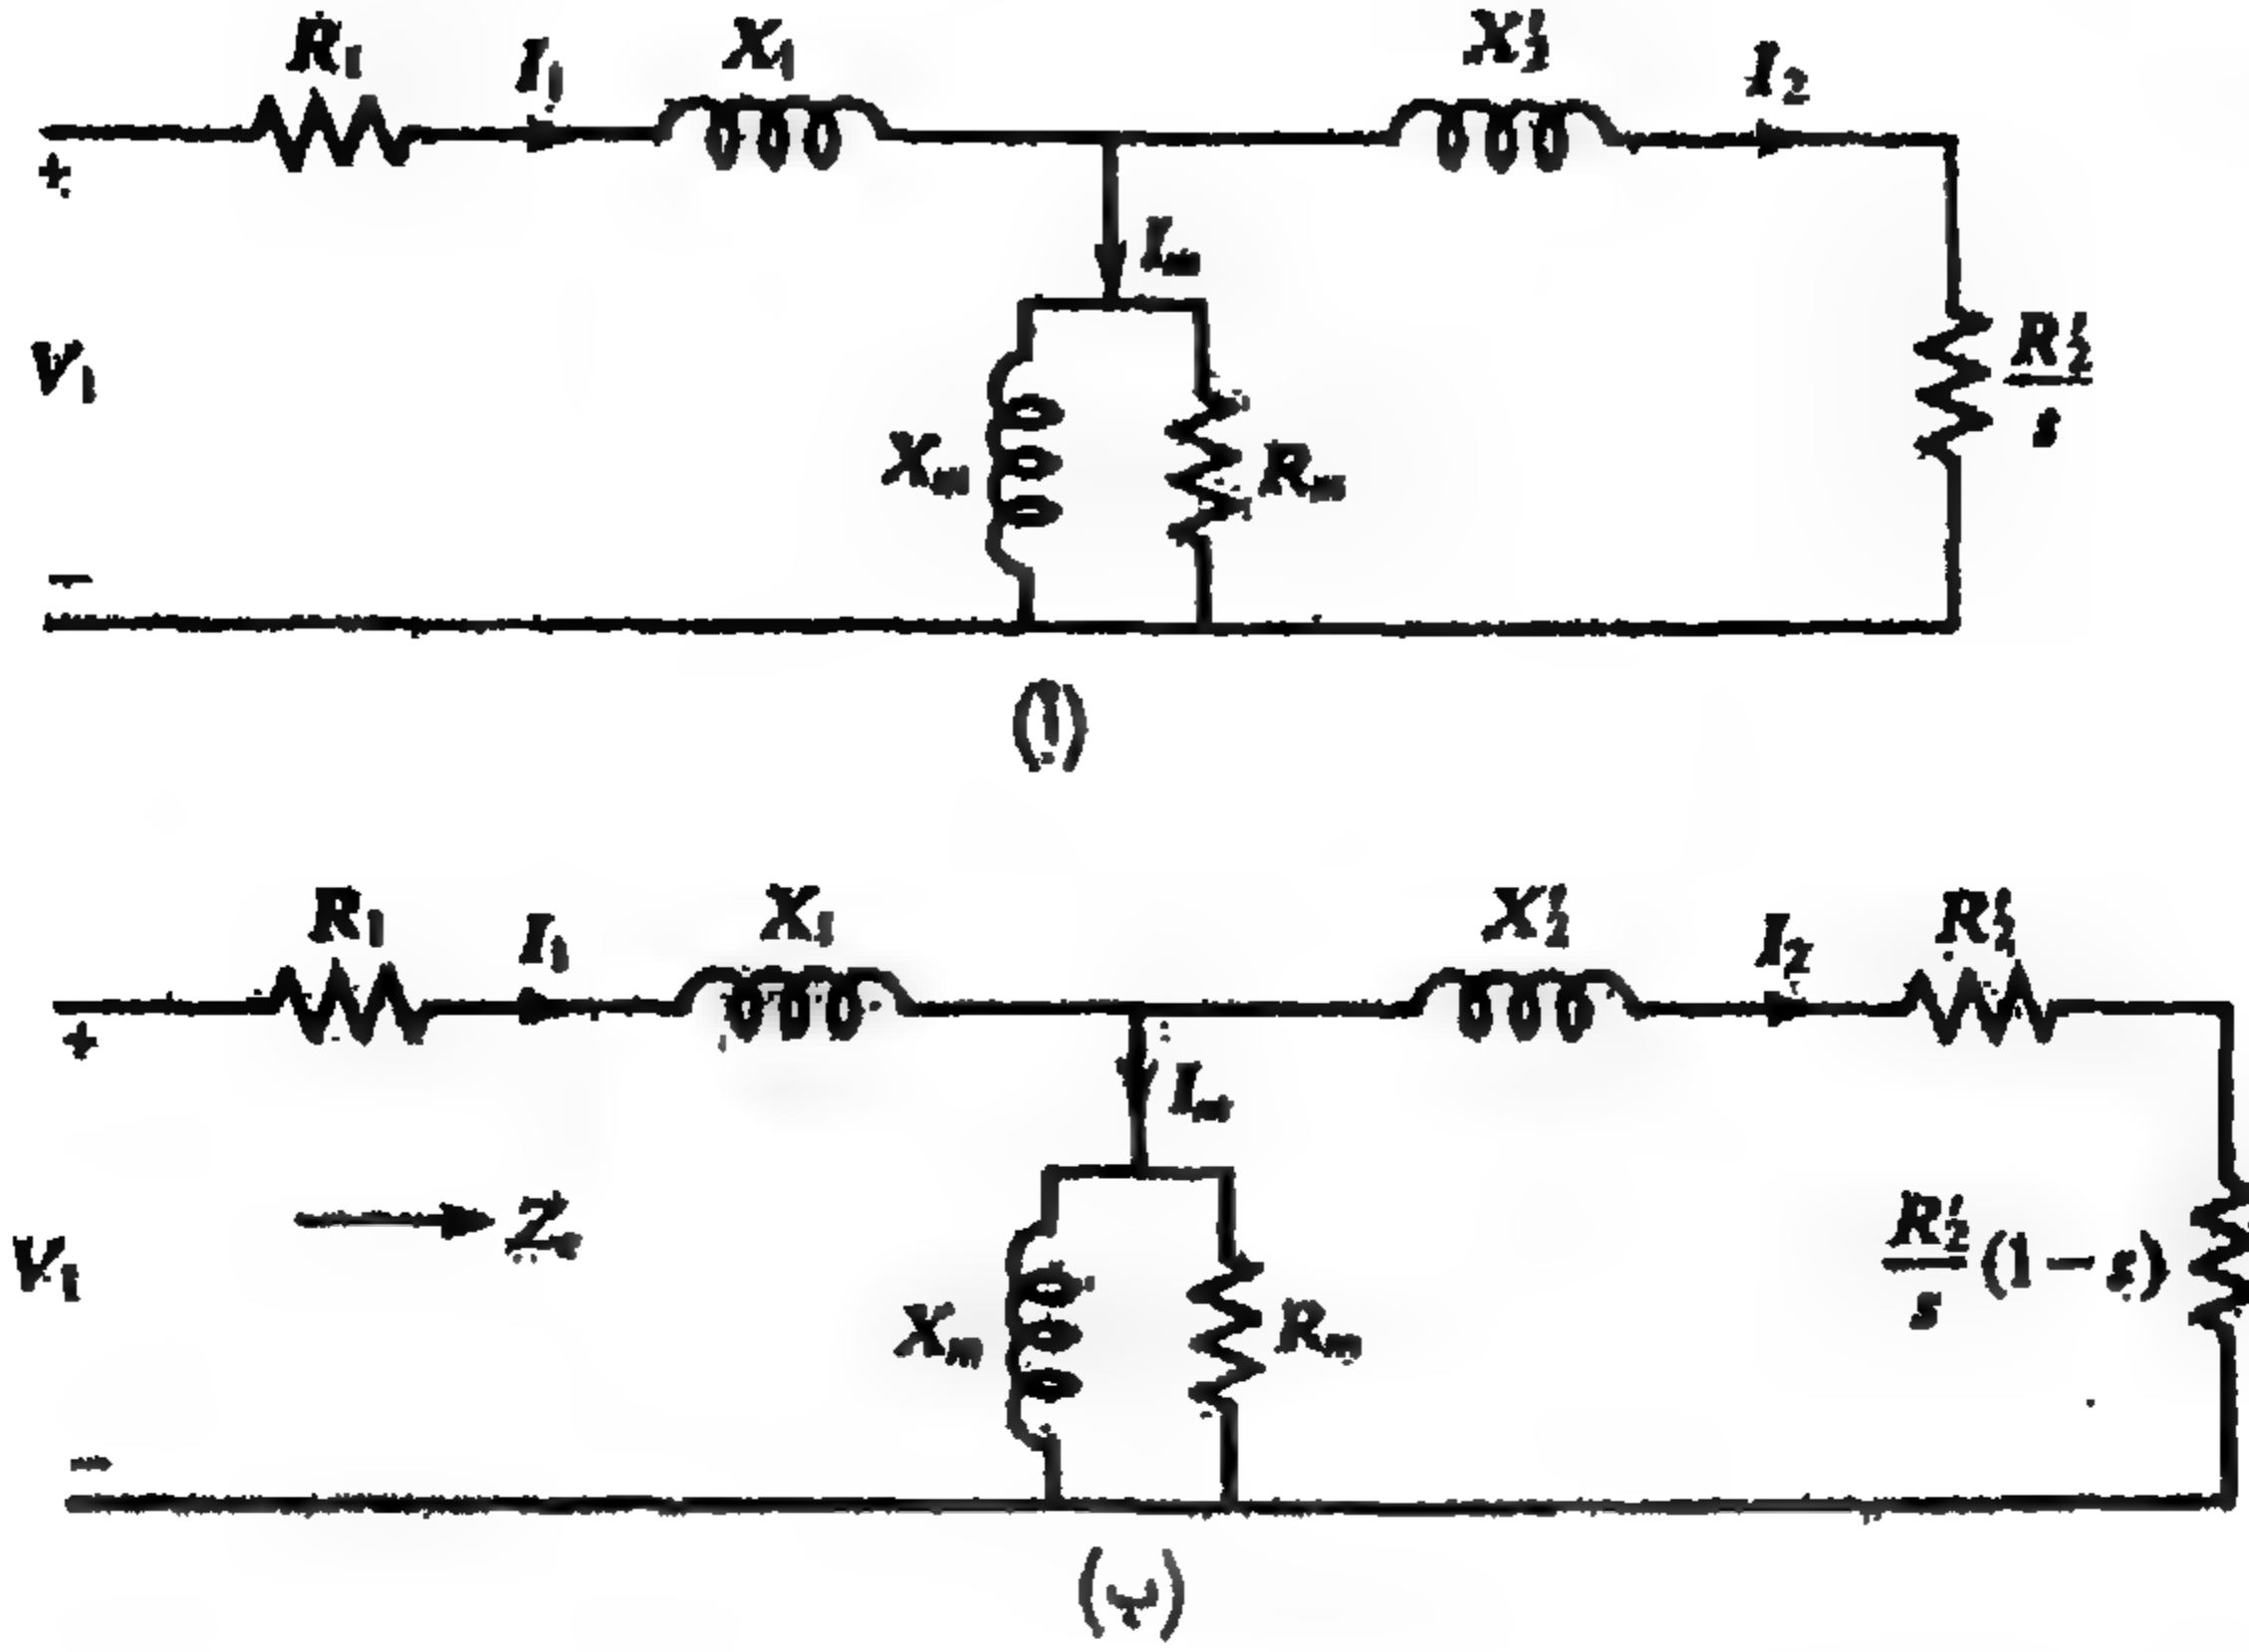 R₁ I₁ X₁ X'₂ I₂
+
Iₘ
V₁ Xₘ Rₘ R'₂/s
−
(أ)
R₁ I₁ X₁ X'₂ I₂ R'₂
+
Iₘ
V₁ Xₘ Rₘ R'₂/s (1 − s)
−
(ب)